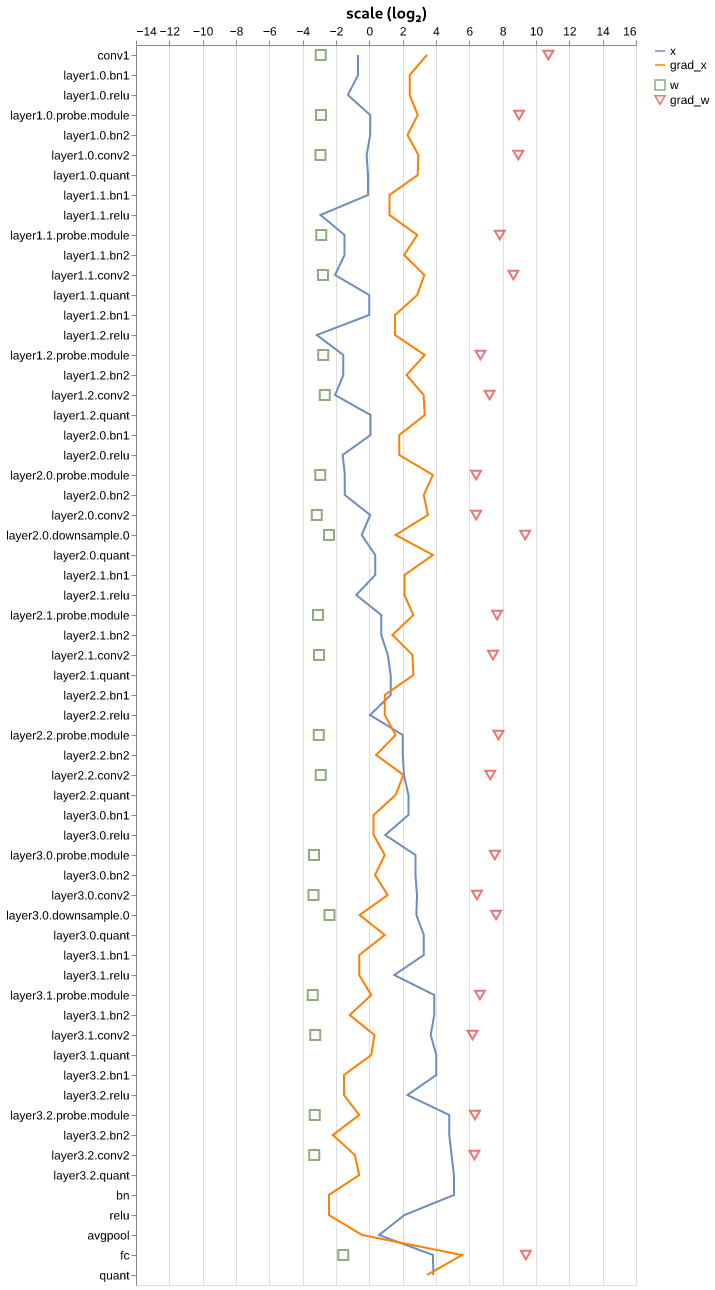 scale (log₂)
−14 −12 −10 −8 −6 −4 −2 0 2 4 6 8 10 12 14 16
x
grad_x
w
grad_w
conv1
layer1.0.bn1
layer1.0.relu
layer1.0.probe.module
layer1.0.bn2
layer1.0.conv2
layer1.0.quant
layer1.1.bn1
layer1.1.relu
layer1.1.probe.module
layer1.1.bn2
layer1.1.conv2
layer1.1.quant
layer1.2.bn1
layer1.2.relu
layer1.2.probe.module
layer1.2.bn2
layer1.2.conv2
layer1.2.quant
layer2.0.bn1
layer2.0.relu
layer2.0.probe.module
layer2.0.bn2
layer2.0.conv2
layer2.0.downsample.0
layer2.0.quant
layer2.1.bn1
layer2.1.relu
layer2.1.probe.module
layer2.1.bn2
layer2.1.conv2
layer2.1.quant
layer2.2.bn1
layer2.2.relu
layer2.2.probe.module
layer2.2.bn2
layer2.2.conv2
layer2.2.quant
layer3.0.bn1
layer3.0.relu
layer3.0.probe.module
layer3.0.bn2
layer3.0.conv2
layer3.0.downsample.0
layer3.0.quant
layer3.1.bn1
layer3.1.relu
layer3.1.probe.module
layer3.1.bn2
layer3.1.conv2
layer3.1.quant
layer3.2.bn1
layer3.2.relu
layer3.2.probe.module
layer3.2.bn2
layer3.2.conv2
layer3.2.quant
bn
relu
avgpool
fc
quant